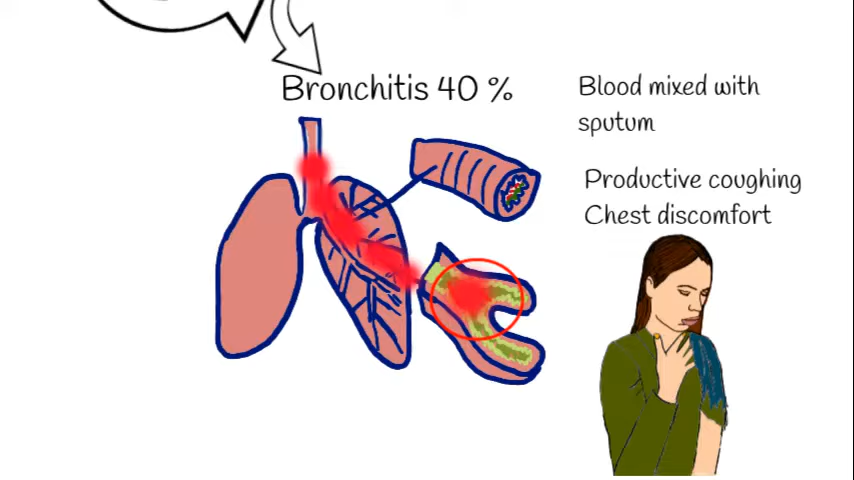 Bronchitis 40 %
Blood mixed with
sputum
Productive coughing
Chest discomfort